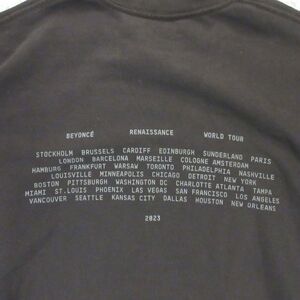 BEYONCÉ RENAISSANCE WORLD TOUR
STOCKHOLM BRUSSELS CARDIFF EDINBURGH SUNDERLAND PARIS
LONDON BARCELONA MARSEILLE COLOGNE AMSTERDAM
HAMBURG FRANKFURT WARSAW TORONTO PHILADELPHIA NASHVILLE
LOUISVILLE MINNEAPOLIS CHICAGO DETROIT NEW YORK
BOSTON PITTSBURGH WASHINGTON DC CHARLOTTE ATLANTA TAMPA
MIAMI ST.LOUIS PHOENIX LAS VEGAS SAN FRANCISCO LOS ANGELES
VANCOUVER SEATTLE KANSAS CITY DALLAS HOUSTON NEW ORLEANS
2023